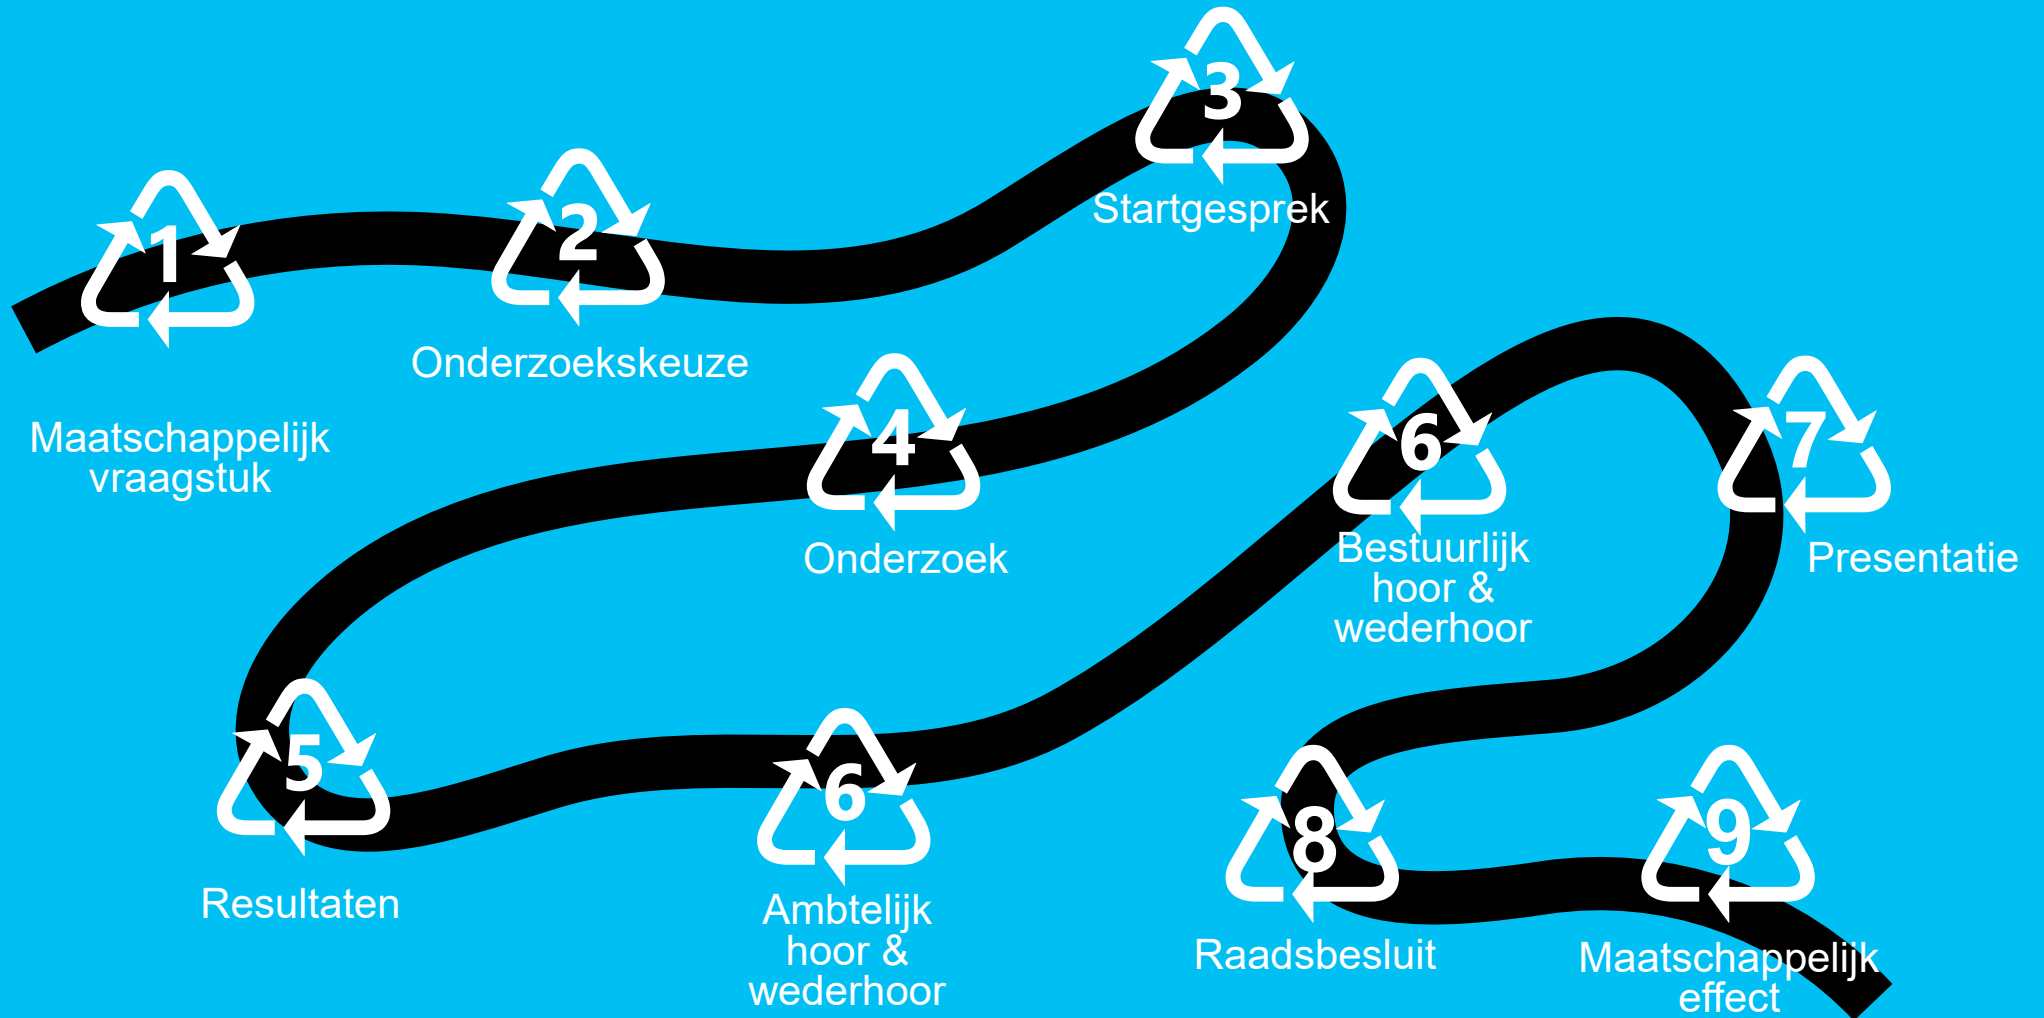 1
Maatschappelijk
vraagstuk
2
Onderzoekskeuze
3
Startgesprek
4
Onderzoek
5
Resultaten
6
Ambtelijk
hoor &
wederhoor
6
Bestuurlijk
hoor &
wederhoor
7
Presentatie
8
Raadsbesluit
9
Maatschappelijk
effect